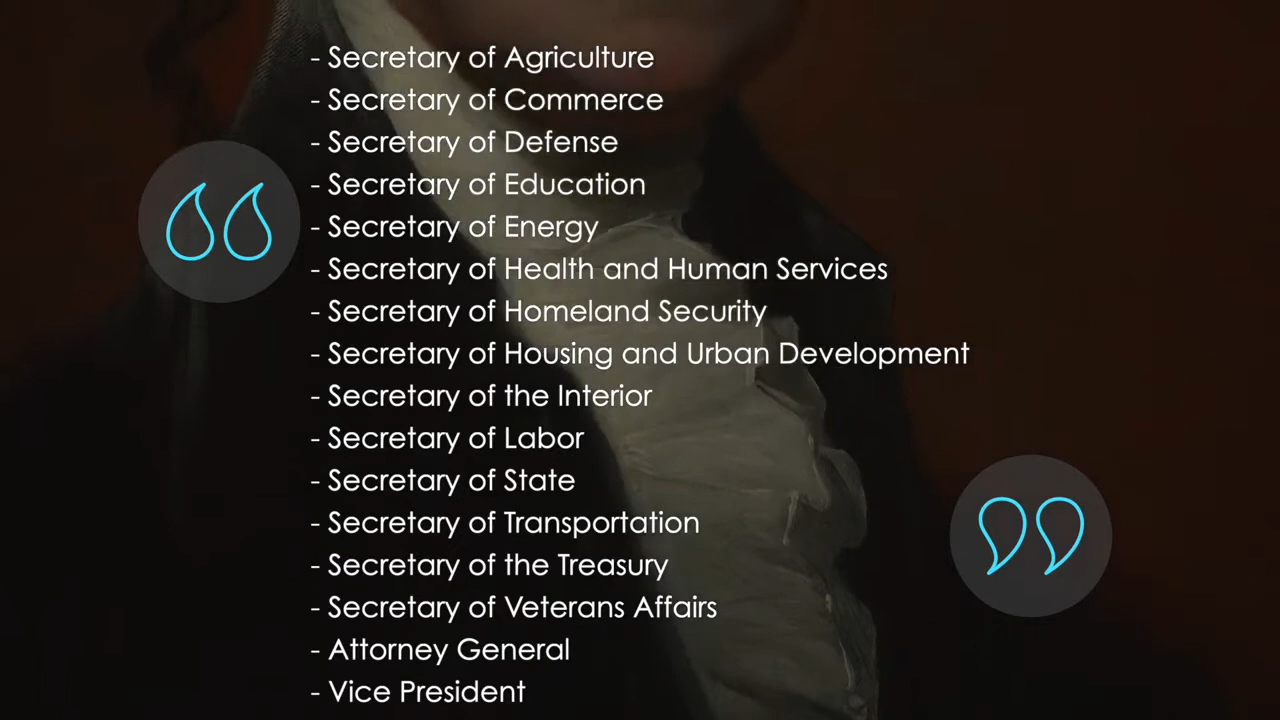 - Secretary of Agriculture
- Secretary of Commerce
- Secretary of Defense
- Secretary of Education
- Secretary of Energy
- Secretary of Health and Human Services
- Secretary of Homeland Security
- Secretary of Housing and Urban Development
- Secretary of the Interior
- Secretary of Labor
- Secretary of State
- Secretary of Transportation
- Secretary of the Treasury
- Secretary of Veterans Affairs
- Attorney General
- Vice President